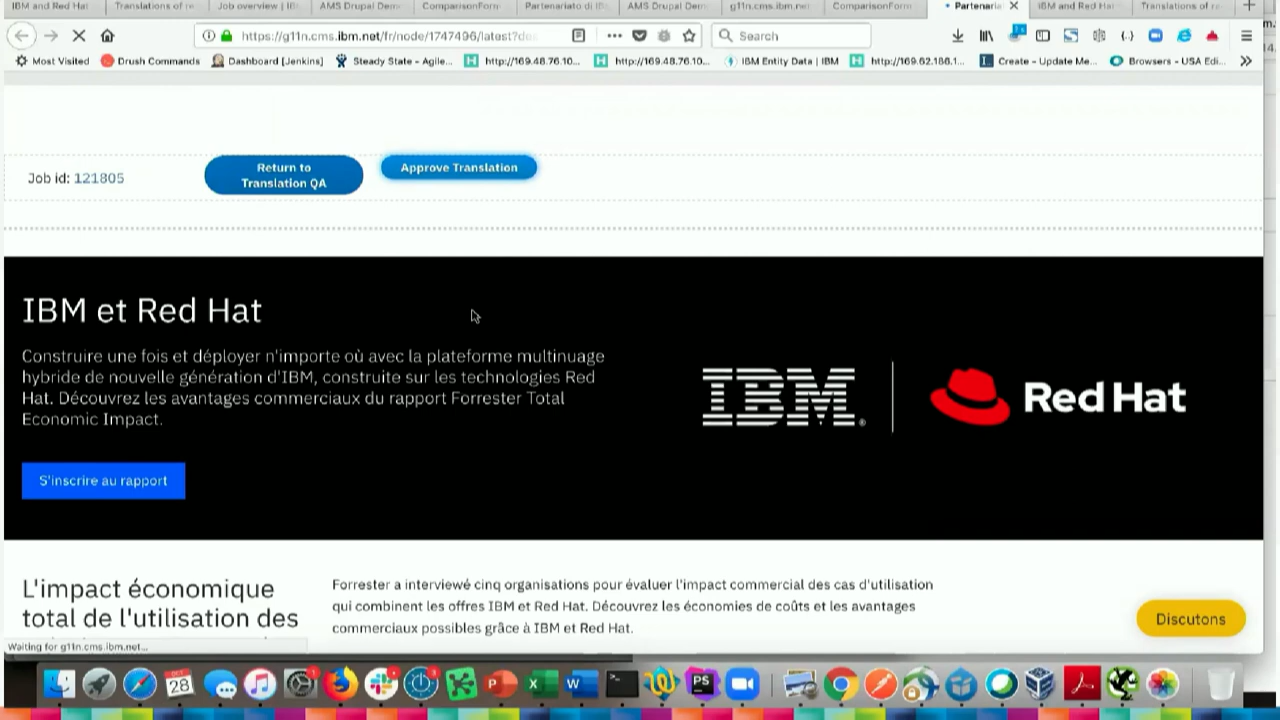 IBM and Red Hat
Translations of re
Job overview | IB
AMS Drupal Dem
ComparisonForm
Partenariato di IB
AMS Drupal Dem
g11n.cms.ibm.net
ComparisonForm
Partenaria
IBM and Red Hat
Translations of re
https://g11n.cms.ibm.net/fr/node/1747496/latest?
Search
Most Visited
Drush Commands
Dashboard [Jenkins]
Steady State - Agile...
http://169.48.76.10...
http://169.48.76.10...
IBM Entity Data | IBM
http://169.62.186.1...
Create - Update Me...
Browsers - USA Edi...
Job id: 121805
Return to
Translation QA
Approve Translation
IBM et Red Hat
Construire une fois et déployer n'importe où avec la plateforme multinuage
hybride de nouvelle génération d'IBM, construite sur les technologies Red
Hat. Découvrez les avantages commerciaux du rapport Forrester Total
Economic Impact.
S'inscrire au rapport
IBM®
Red Hat
L'impact économique
total de l'utilisation des
Forrester a interviewé cinq organisations pour évaluer l'impact commercial des cas d'utilisation
qui combinent les offres IBM et Red Hat. Découvrez les économies de coûts et les avantages
commerciaux possibles grâce à IBM et Red Hat.
Discutons
Waiting for g11n.cms.ibm.net...
OCT
28
PS